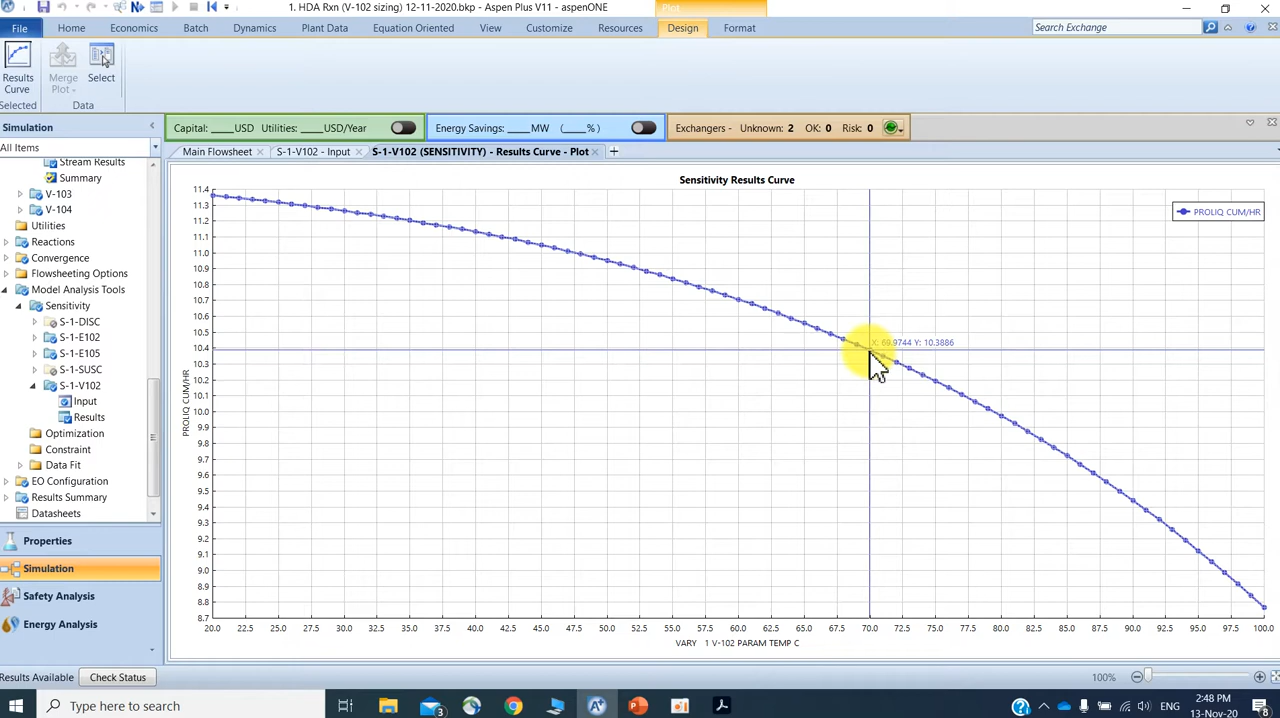 1. HDA Rxn (V-102 sizing) 12-11-2020.bkp - Aspen Plus V11 - aspenONE
Plot
File Home Economics Batch Dynamics Plant Data Equation Oriented View Customize Resources Design Format
Search Exchange
Results Curve
Merge Plot
Select
Selected
Data
Simulation
All Items
Capital: ____USD Utilities: ____USD/Year
Energy Savings: ____MW (____%)
Exchangers - Unknown: 2 OK: 0 Risk: 0
Main Flowsheet
S-1-V102 - Input
S-1-V102 (SENSITIVITY) - Results Curve - Plot
Stream Results
Summary
V-103
V-104
Utilities
Reactions
Convergence
Flowsheeting Options
Model Analysis Tools
Sensitivity
S-1-DISC
S-1-E102
S-1-E105
S-1-SUSC
S-1-V102
Input
Results
Optimization
Constraint
Data Fit
EO Configuration
Results Summary
Datasheets
Properties
Simulation
Safety Analysis
Energy Analysis
Sensitivity Results Curve
PROLIQ CUM/HR
X: 69.9744 Y: 10.3886
PROLIQ CUM/HR
11.4
11.3
11.2
11.1
11.0
10.9
10.8
10.7
10.6
10.5
10.4
10.3
10.2
10.1
10.0
9.9
9.8
9.7
9.6
9.5
9.4
9.3
9.2
9.1
9.0
8.9
8.8
8.7
20.0 22.5 25.0 27.5 30.0 32.5 35.0 37.5 40.0 42.5 45.0 47.5 50.0 52.5 55.0 57.5 60.0 62.5 65.0 67.5 70.0 72.5 75.0 77.5 80.0 82.5 85.0 87.5 90.0 92.5 95.0 97.5 100.0
VARY 1 V-102 PARAM TEMP C
Results Available
Check Status
100%
Type here to search
3
ENG
2:48 PM
13-Nov-20
8